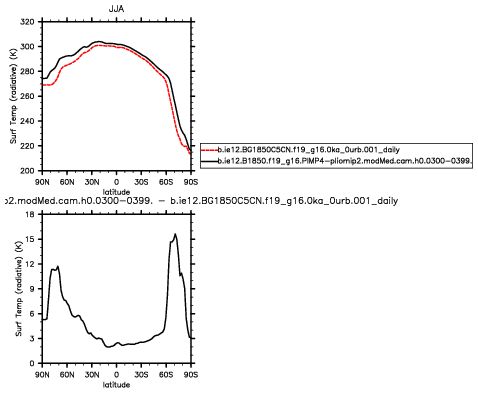 JJA
320
300
280
260
240
220
200
Surf Temp (radiative) (K)
90N 60N 30N 0 30S 60S 90S
latitude
b.ie12.BG1850C5CN.f19_g16.0ka_0urb.001_daily
b.ie12.B1850.f19_g16.PlMP4-pliomip2.modMed.cam.h0.0300-0399.
p2.modMed.cam.h0.0300-0399. - b.ie12.BG1850C5CN.f19_g16.0ka_0urb.001_daily
18
15
12
9
6
3
0
Surf Temp (radiative) (K)
90N 60N 30N 0 30S 60S 90S
latitude